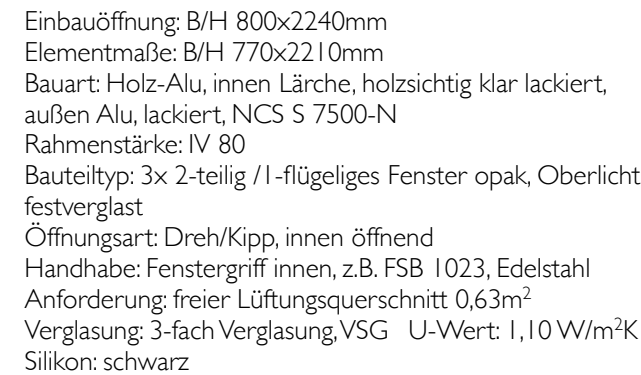 Einbauöffnung: B/H 800x2240mm
Elementmaße: B/H 770x2210mm
Bauart: Holz-Alu, innen Lärche, holzsichtig klar lackiert,
außen Alu, lackiert, NCS S 7500-N
Rahmenstärke: IV 80
Bauteiltyp: 3x 2-teilig /1-flügeliges Fenster opak, Oberlicht
festverglast
Öffnungsart: Dreh/Kipp, innen öffnend
Handhabe: Fenstergriff innen, z.B. FSB 1023, Edelstahl
Anforderung: freier Lüftungsquerschnitt 0,63m²
Verglasung: 3-fach Verglasung, VSG U-Wert: 1,10 W/m²K
Silikon: schwarz